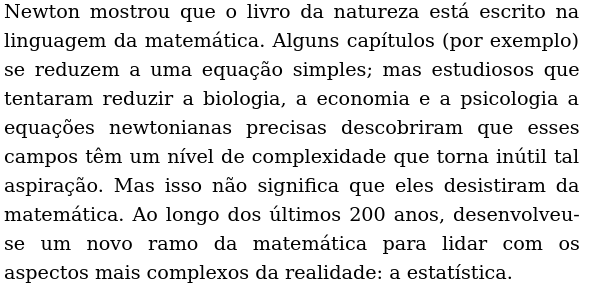 Newton mostrou que o livro da natureza está escrito na
linguagem da matemática. Alguns capítulos (por exemplo)
se reduzem a uma equação simples; mas estudiosos que
tentaram reduzir a biologia, a economia e a psicologia a
equações newtonianas precisas descobriram que esses
campos têm um nível de complexidade que torna inútil tal
aspiração. Mas isso não significa que eles desistiram da
matemática. Ao longo dos últimos 200 anos, desenvolveu-
se um novo ramo da matemática para lidar com os
aspectos mais complexos da realidade: a estatística.